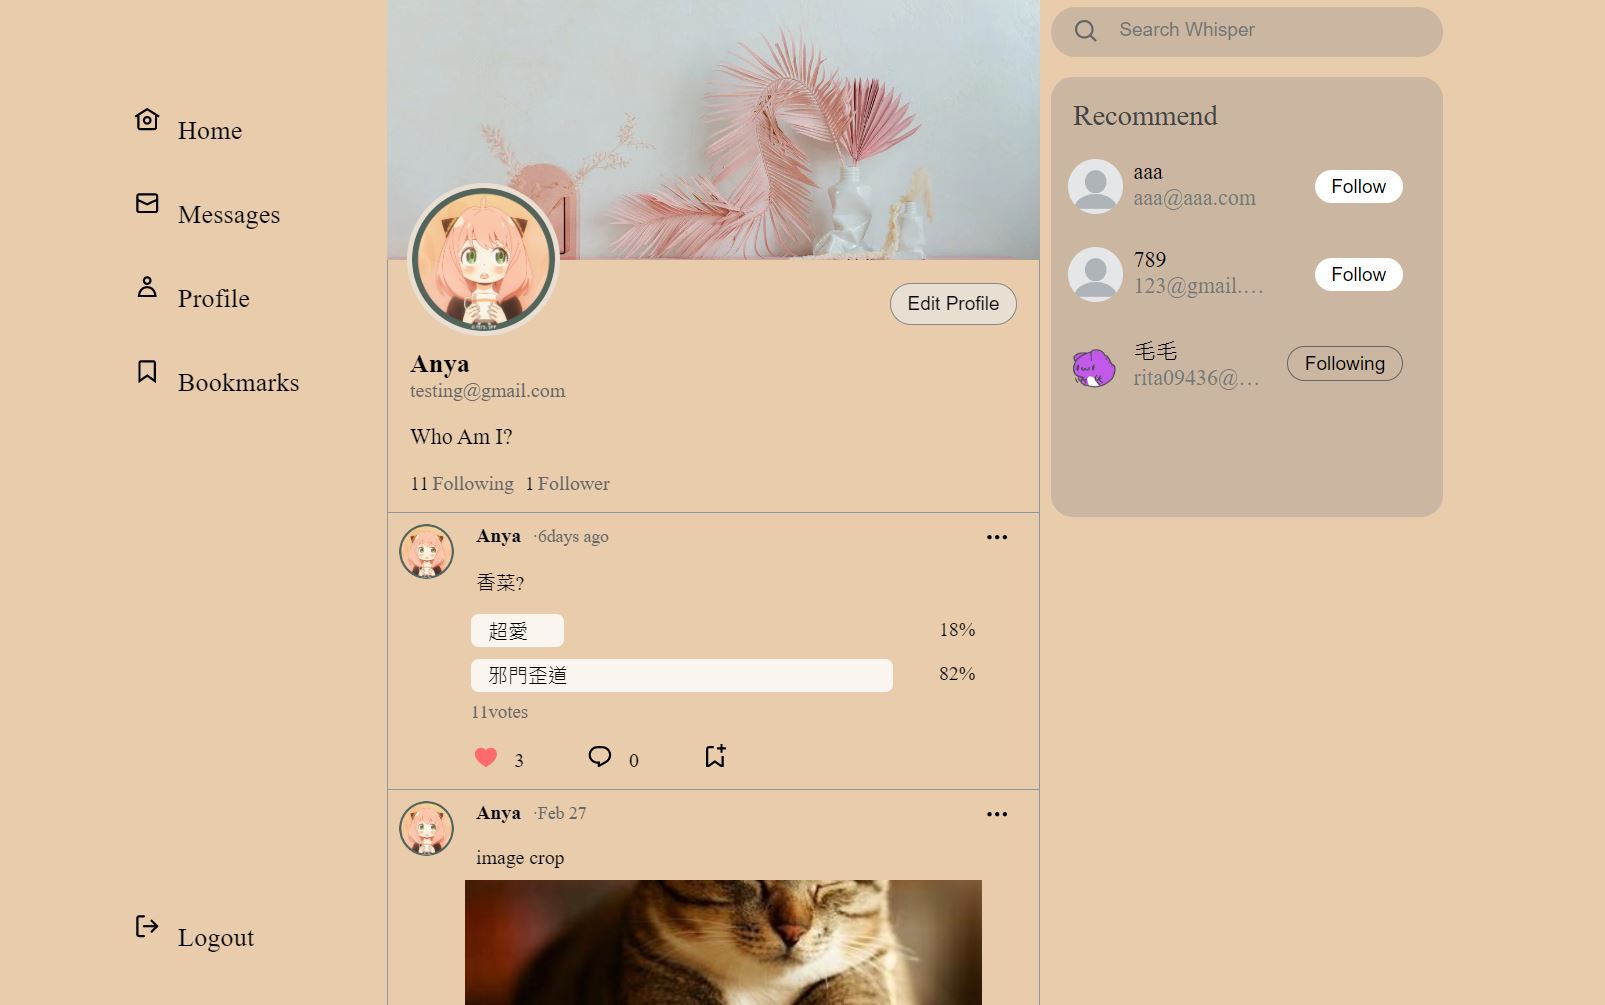 Home
Messages
Profile
Bookmarks
Logout
Edit Profile
Anya
testing@gmail.com
Who Am I?
11 Following 1 Follower
Anya ·6days ago
香菜?
超愛 18%
邪門歪道 82%
11votes
3 0
Anya ·Feb 27
image crop
Search Whisper
Recommend
aaa
aaa@aaa.com
Follow
789
123@gmail.…
Follow
毛毛
rita09436@…
Following